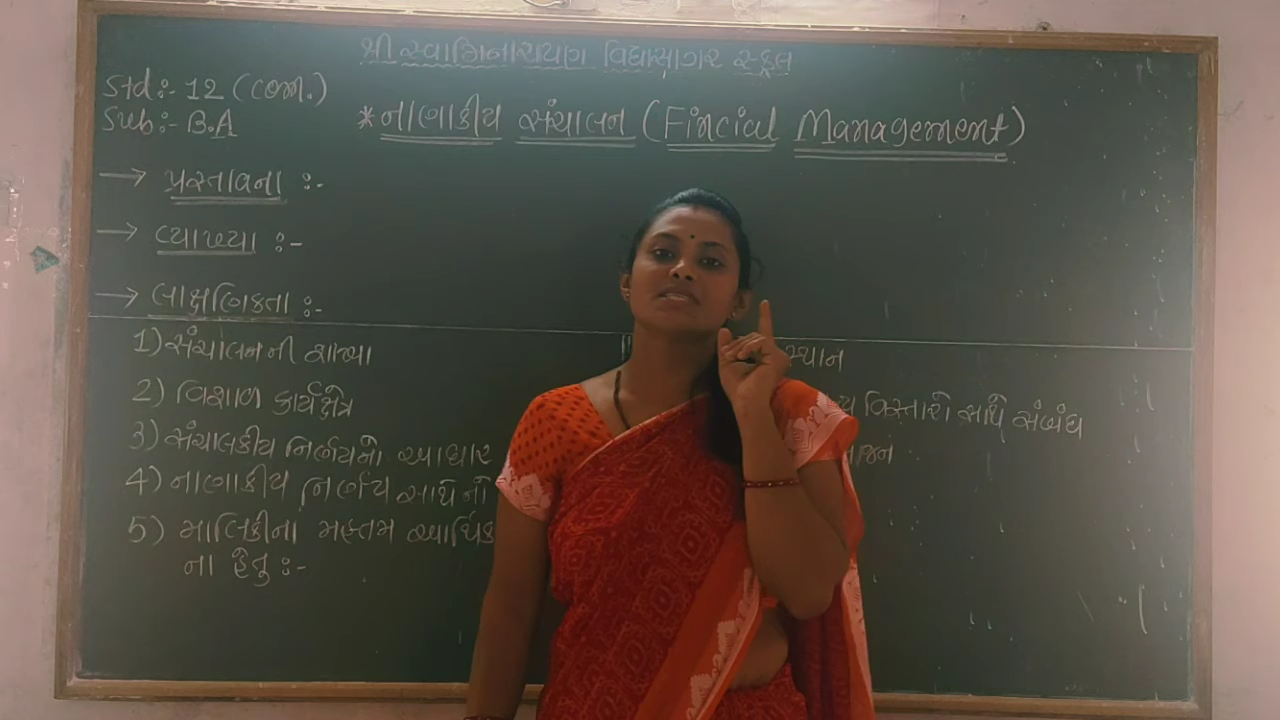 શ્રી સ્વામિનારાયણ વિદ્યાસાગર સ્કૂલ
Std:- 12 (com.)
Sub:- B.A
* નાણાકીય સંચાલન (Fincial Management)
→ પ્રસ્તાવના :-
→ વ્યાખ્યા :-
→ લાક્ષણિકતા :-
1) સંચાલનની શાખા
2) વિશાળ કાર્યક્ષેત્ર
3) સંચાલકીય નિર્ણયનો આધાર
4) નાણાકીય નિર્ણય સાથેનો
5) માલિકીના મહત્તમ આર્થિક
ના હેતુ :-
સ્થાન
વિસ્તારો સાથે સંબંધ